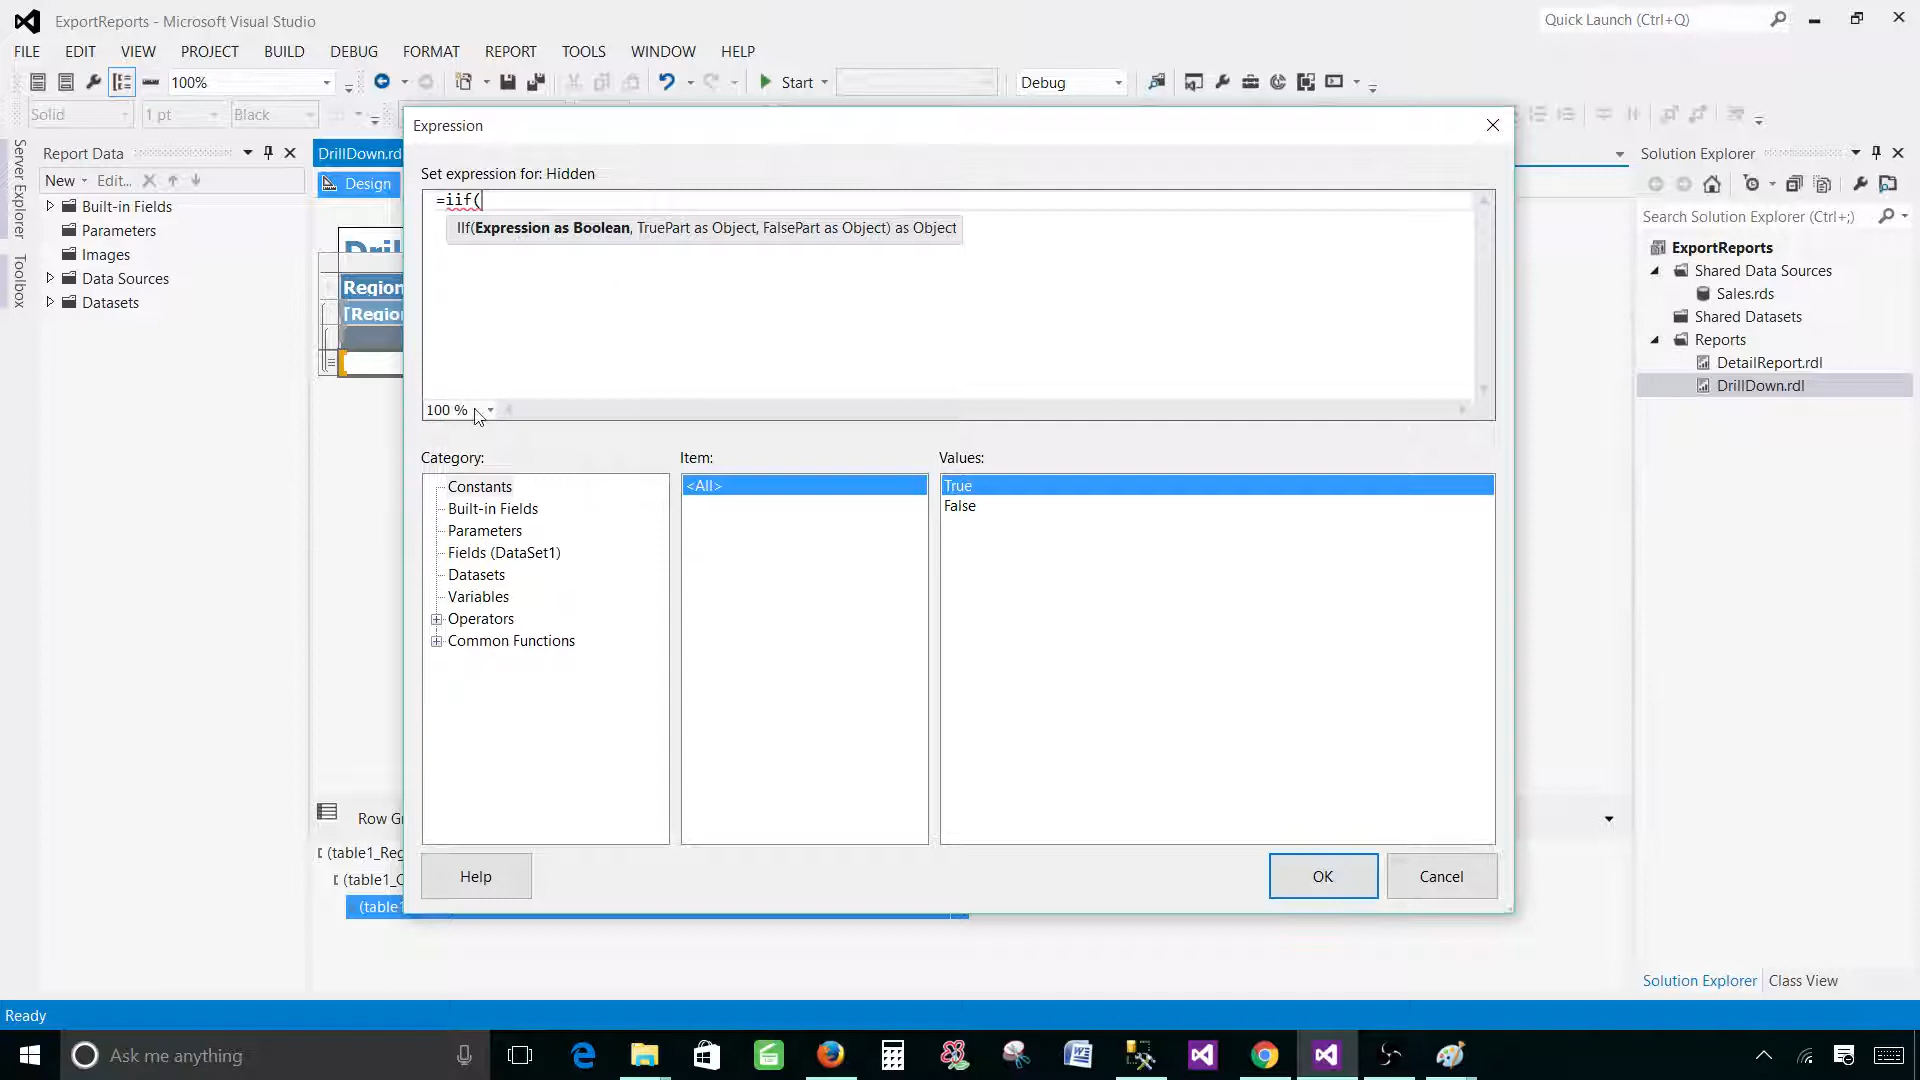 ExportReports - Microsoft Visual Studio
Quick Launch (Ctrl+Q)
FILE EDIT VIEW PROJECT BUILD DEBUG FORMAT REPORT TOOLS WINDOW HELP
100% Start Debug
Solid 1 pt Black
Server Explorer
Toolbox
Report Data
New Edit...
Built-in Fields
Parameters
Images
Data Sources
Datasets
DrillDown.rd
Design
Region
[Region
Expression
Set expression for: Hidden
=iif(
IIf(Expression as Boolean, TruePart as Object, FalsePart as Object) as Object
100 %
Category: Item: Values:
Constants
Built-in Fields
Parameters
Fields (DataSet1)
Datasets
Variables
Operators
Common Functions
<All>
True
False
Help OK Cancel
Row G
(table1_Reg
(table1_C
(table1
Solution Explorer
Search Solution Explorer (Ctrl+;)
ExportReports
Shared Data Sources
Sales.rds
Shared Datasets
Reports
DetailReport.rdl
DrillDown.rdl
Solution Explorer Class View
Ready
Ask me anything